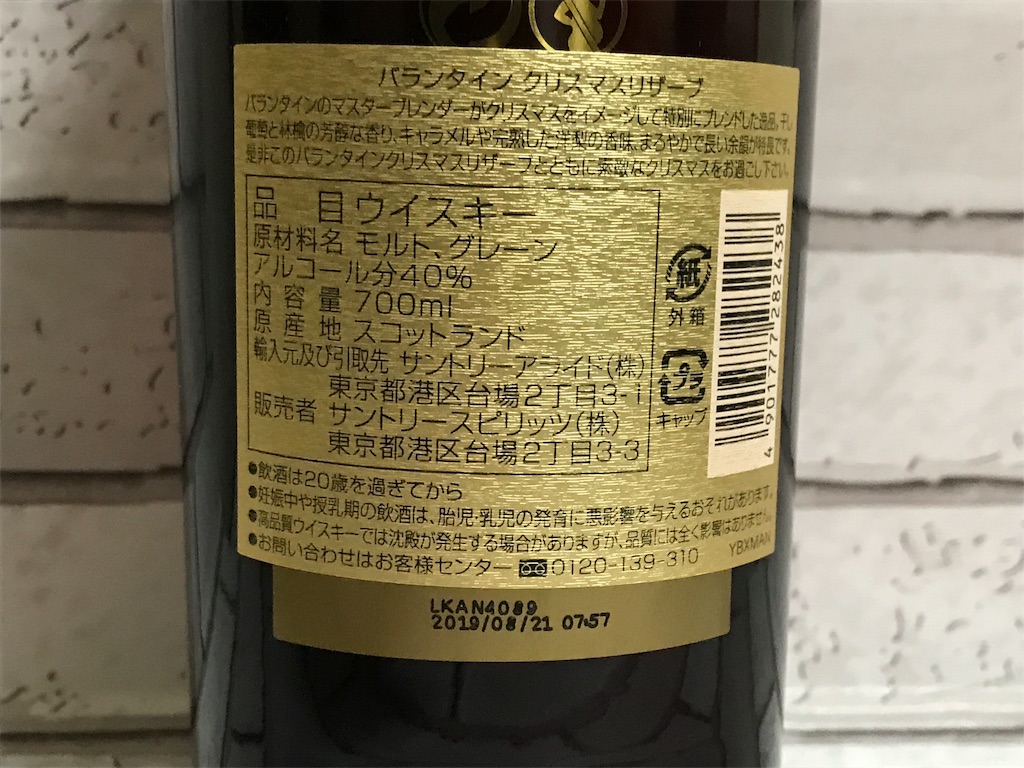 バランタイン クリスマスリザーブ
バランタインのマスターブレンダーがクリスマスをイメージして特別にブレンドした逸品。干し
葡萄と林檎の芳醇な香り、キャラメルや完熟した洋梨の香味、まろやかで長い余韻が特長です。
是非このバランタインクリスマスリザーブとともに素敵なクリスマスをお過ごし下さい。
品 目 ウイスキー
原材料名 モルト、グレーン
アルコール分40%
内容量 700ml
原産地 スコットランド
輸入元及び引取先 サントリーアライド(株)
東京都港区台場2丁目3-1
販売者 サントリースピリッツ(株)
東京都港区台場2丁目3-3
紙
外箱
プラ
キャップ
4 901777 282438
●飲酒は20歳を過ぎてから
●妊娠中や授乳期の飲酒は、胎児・乳児の発育に悪影響を与えるおそれがあります。
●高品質ウイスキーでは沈殿が発生する場合がありますが、品質には全く影響はありません。
●お問い合わせはお客様センター 0120-139-310
YBXMAN
LKAN4089
2019/08/21 07:57